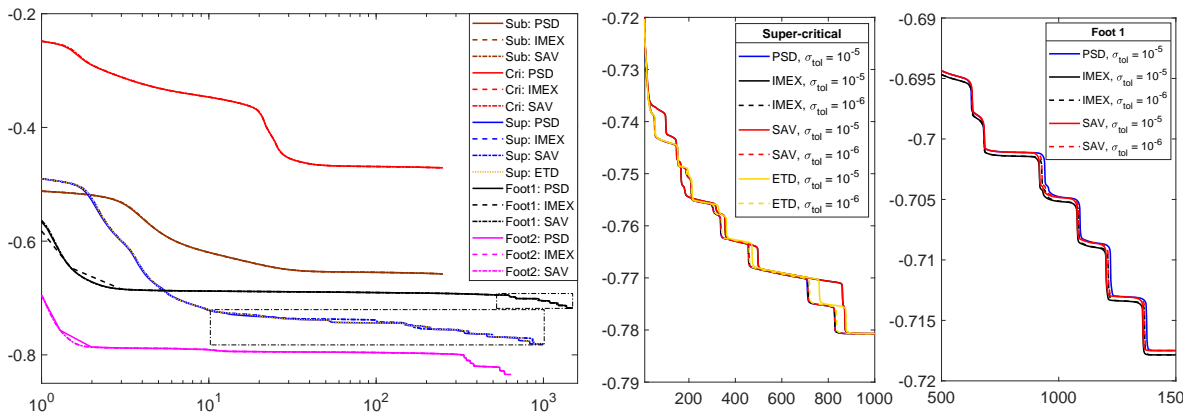 -0.2
-0.4
-0.6
-0.8
10^0
10^1
10^2
10^3
Sub: PSD
Sub: IMEX
Sub: SAV
Cri: PSD
Cri: IMEX
Cri: SAV
Sup: PSD
Sup: IMEX
Sup: SAV
Sup: ETD
Foot1: PSD
Foot1: IMEX
Foot1: SAV
Foot2: PSD
Foot2: IMEX
Foot2: SAV
-0.72
-0.73
-0.74
-0.75
-0.76
-0.77
-0.78
-0.79
200
400
600
800
1000
Super-critical
PSD, σ_tol = 10^-5
IMEX, σ_tol = 10^-5
IMEX, σ_tol = 10^-6
SAV, σ_tol = 10^-5
SAV, σ_tol = 10^-6
ETD, σ_tol = 10^-5
ETD, σ_tol = 10^-6
-0.69
-0.695
-0.7
-0.705
-0.71
-0.715
-0.72
500
1000
Foot 1
PSD, σ_tol = 10^-5
IMEX, σ_tol = 10^-5
IMEX, σ_tol = 10^-6
SAV, σ_tol = 10^-5
SAV, σ_tol = 10^-6